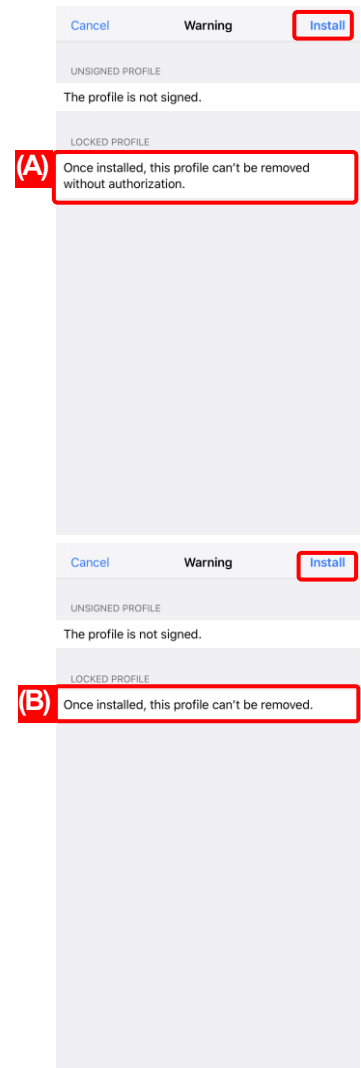 Cancel Warning Install
UNSIGNED PROFILE
The profile is not signed.
LOCKED PROFILE
(A)
Once installed, this profile can't be removed
without authorization.
Cancel Warning Install
UNSIGNED PROFILE
The profile is not signed.
LOCKED PROFILE
(B)
Once installed, this profile can't be removed.